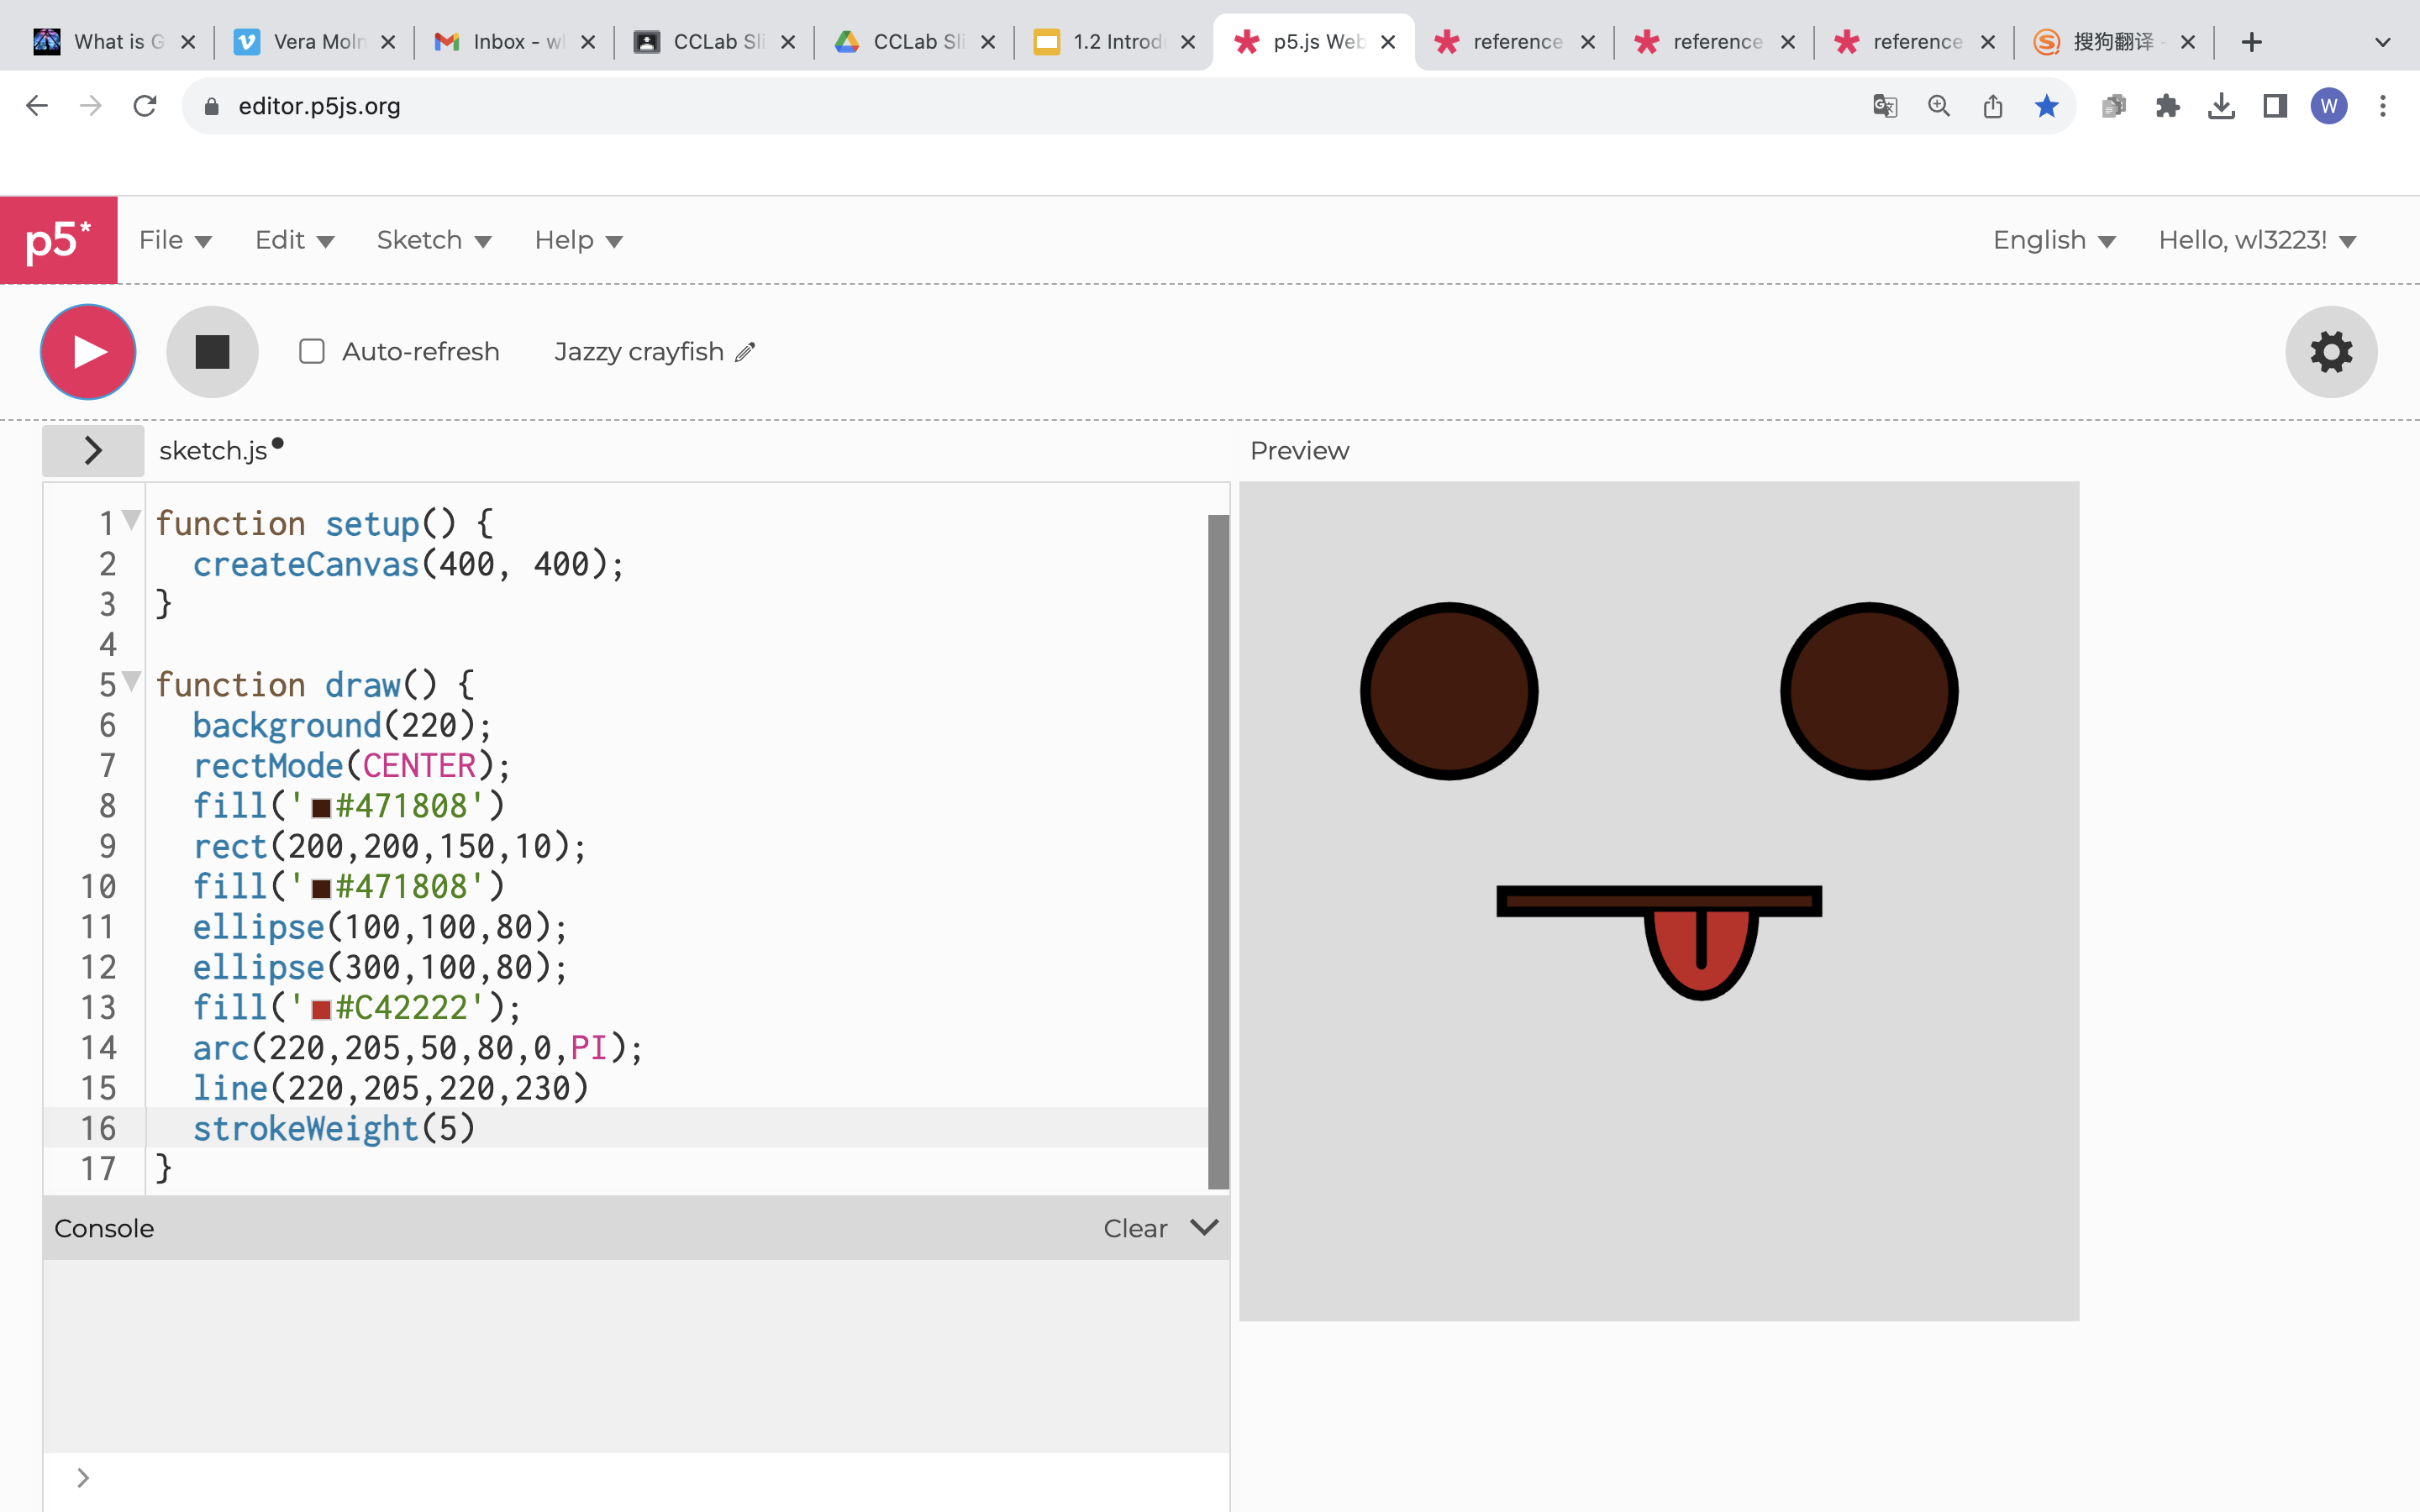 What is G
Vera Moln
Inbox - wl
CCLab Sli
CCLab Sli
1.2 Introdu
p5.js Web
reference
reference
reference
搜狗翻译 -
editor.p5js.org
W
p5*
File
Edit
Sketch
Help
English
Hello, wl3223!
Auto-refresh
Jazzy crayfish
sketch.js
Preview
1 function setup() {
2 createCanvas(400, 400);
3 }
4
5 function draw() {
6 background(220);
7 rectMode(CENTER);
8 fill('#471808')
9 rect(200,200,150,10);
10 fill('#471808')
11 ellipse(100,100,80);
12 ellipse(300,100,80);
13 fill('#C42222');
14 arc(220,205,50,80,0,PI);
15 line(220,205,220,230)
16 strokeWeight(5)
17 }
Console
Clear